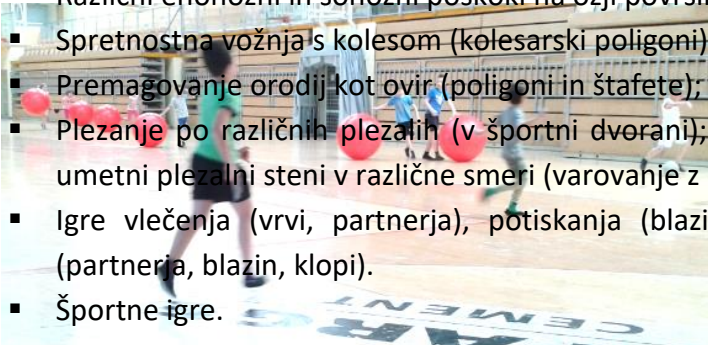 Različni enonožni in sonožni poskoki na ožji površin
▪ Spretnostna vožnja s kolesom (kolesarski poligoni)
▪ Premagovanje orodij kot ovir (poligoni in štafete);
▪ Plezanje po različnih plezalih (v športni dvorani);
umetni plezalni steni v različne smeri (varovanje z
▪ Igre vlečenja (vrvi, partnerja), potiskanja (blazi
(partnerja, blazin, klopi).
▪ Športne igre.
CEMENT